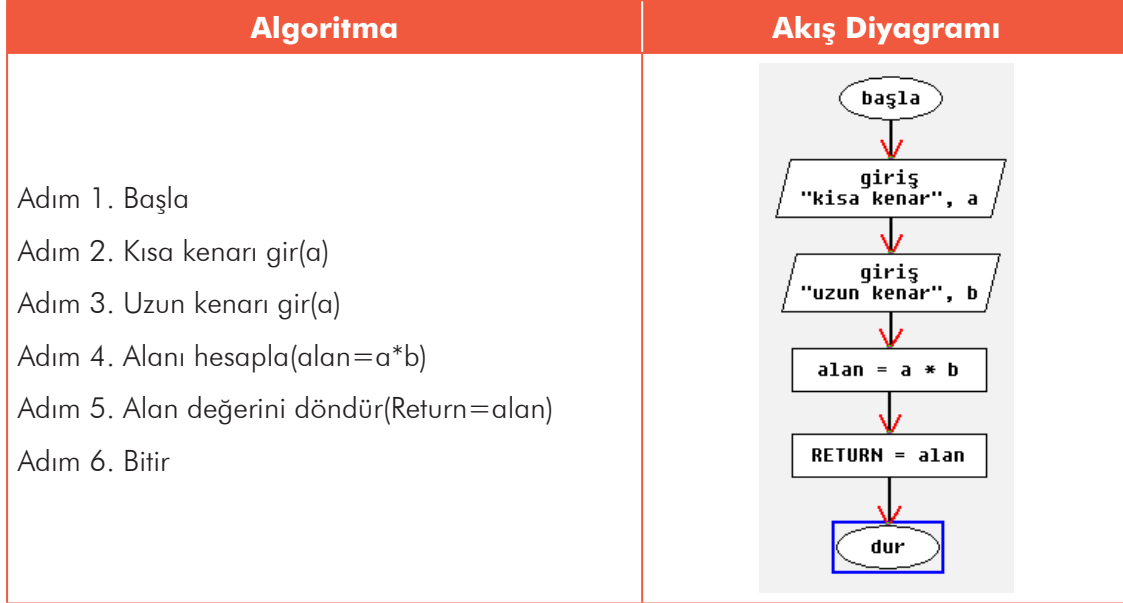 Algoritma
Akış Diyagramı
Adım 1. Başla
Adım 2. Kısa kenarı gir(a)
Adım 3. Uzun kenarı gir(a)
Adım 4. Alanı hesapla(alan=a*b)
Adım 5. Alan değerini döndür(Return=alan)
Adım 6. Bitir
başla
giriş
"kisa kenar", a
giriş
"uzun kenar", b
alan = a * b
RETURN = alan
dur